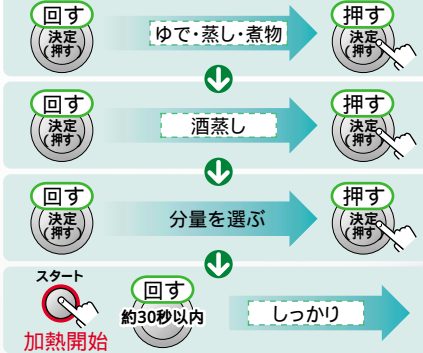 回す
決定
(押す)
ゆで・蒸し・煮物
押す
決定
(押す)
回す
決定
(押す)
酒蒸し
押す
決定
(押す)
回す
決定
(押す)
分量を選ぶ
押す
決定
(押す)
スタート
加熱開始
回す
約30秒以内
しっかり